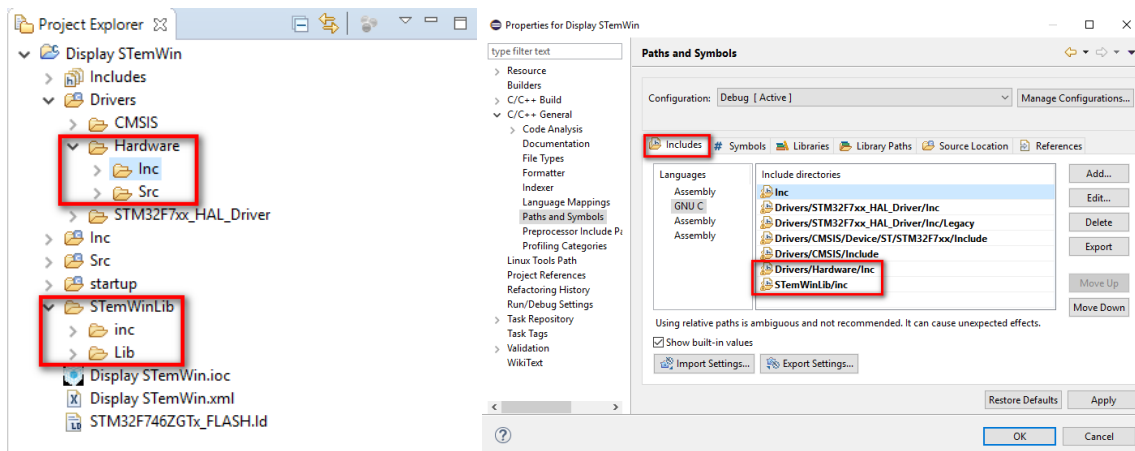 Project Explorer
Display STemWin
Includes
Drivers
CMSIS
Hardware
Inc
Src
STM32F7xx_HAL_Driver
Inc
Src
startup
STemWinLib
inc
Lib
Display STemWin.ioc
Display STemWin.xml
STM32F746ZGTx_FLASH.ld
Properties for Display STemWin
type filter text
Resource
Builders
C/C++ Build
C/C++ General
Code Analysis
Documentation
File Types
Formatter
Indexer
Language Mappings
Paths and Symbols
Preprocessor Include Pa
Profiling Categories
Linux Tools Path
Project References
Refactoring History
Run/Debug Settings
Task Repository
Task Tags
Validation
WikiText
Paths and Symbols
Configuration: Debug [ Active ] Manage Configurations...
Includes # Symbols Libraries Library Paths Source Location References
Languages
Assembly
GNU C
Assembly
Assembly
Include directories
Inc
Drivers/STM32F7xx_HAL_Driver/Inc
Drivers/STM32F7xx_HAL_Driver/Inc/Legacy
Drivers/CMSIS/Device/ST/STM32F7xx/Include
Drivers/CMSIS/Include
Drivers/Hardware/Inc
STemWinLib/inc
Add...
Edit...
Delete
Export
Move Up
Move Down
Using relative paths is ambiguous and not recommended. It can cause unexpected effects.
Show built-in values
Import Settings... Export Settings...
Restore Defaults Apply
OK Cancel